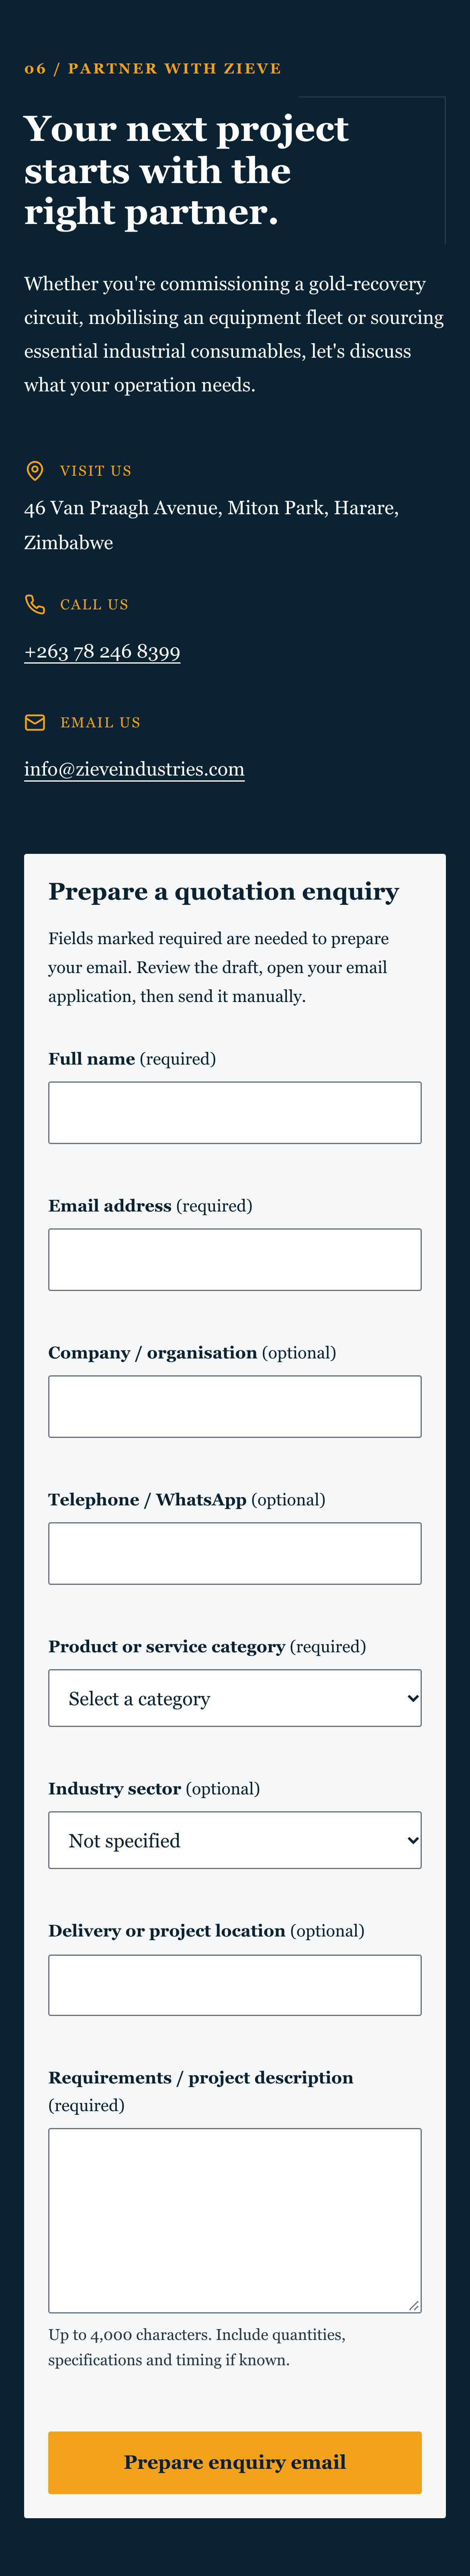 06 / PARTNER WITH ZIEVE
Your next project
starts with the
right partner.
Whether you're commissioning a gold-recovery
circuit, mobilising an equipment fleet or sourcing
essential industrial consumables, let's discuss
what your operation needs.
VISIT US
46 Van Praagh Avenue, Miton Park, Harare,
Zimbabwe
CALL US
+263 78 246 8399
EMAIL US
info@zieveindustries.com
Prepare a quotation enquiry
Fields marked required are needed to prepare
your email. Review the draft, open your email
application, then send it manually.
Full name (required)
Email address (required)
Company / organisation (optional)
Telephone / WhatsApp (optional)
Product or service category (required)
Select a category
Industry sector (optional)
Not specified
Delivery or project location (optional)
Requirements / project description
(required)
Up to 4,000 characters. Include quantities,
specifications and timing if known.
Prepare enquiry email